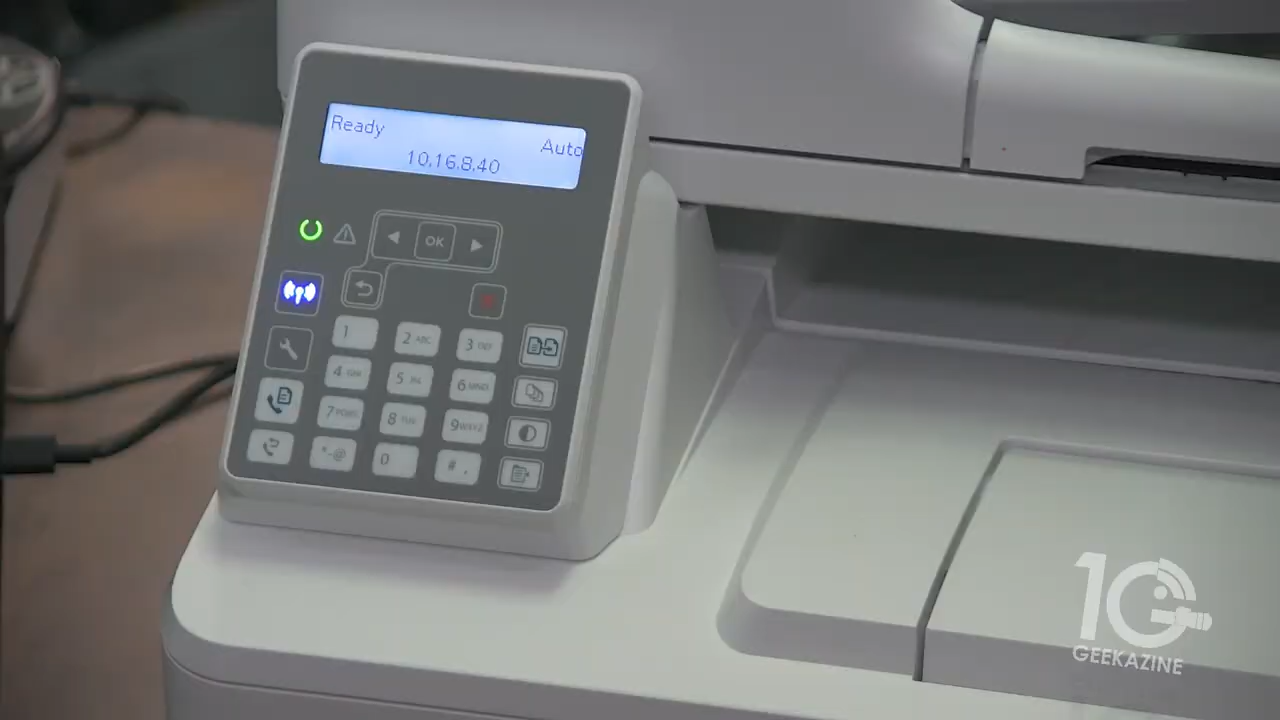 Ready
Auto
10.16.8.40
OK
1
2 ABC
3 DEF
4 GHI
5 JKL
6 MNO
7 PQRS
8 TUV
9 WXYZ
*-@
0
# ,
10
GEEKAZINE